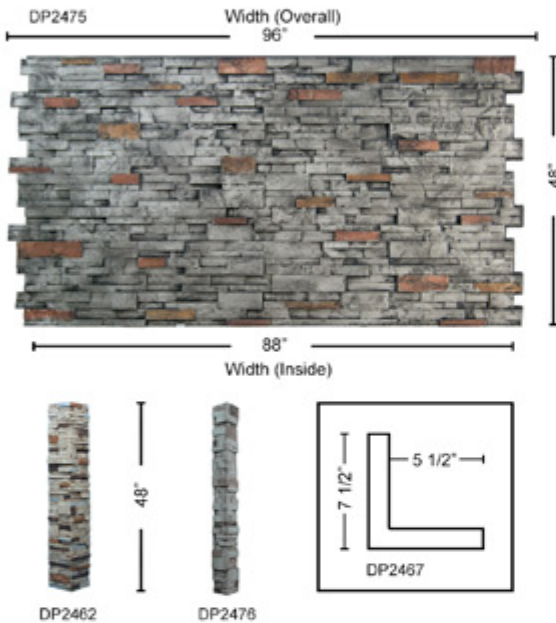 DP2475
Width (Overall)
96"
48"
88"
Width (Inside)
48"
7 1/2"
5 1/2"
DP2467
DP2462
DP2476